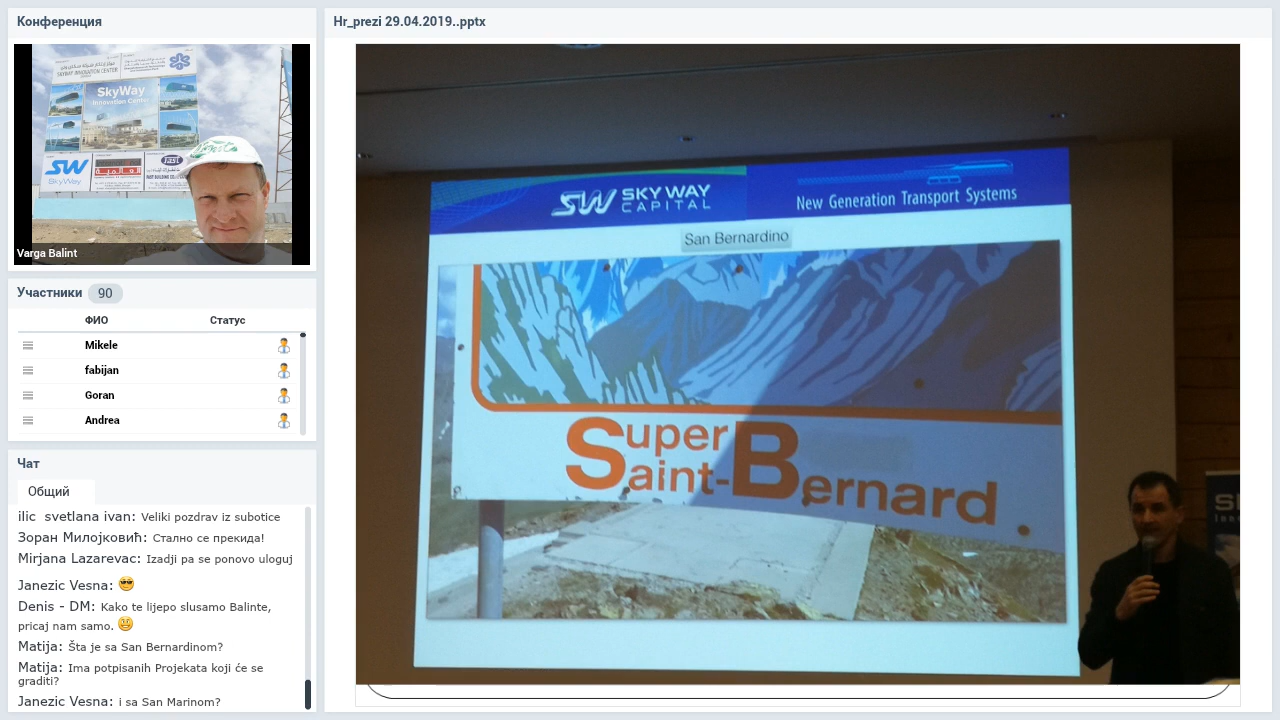 Конференция
SKYWAY INNOVATION CENTER
SkyWay
Innovation Center
SW
SkyWay
Varga Balint
Участники 90
ФИО Статус
Mikele
fabijan
Goran
Andrea
Чат
Общий
ilic svetlana ivan: Veliki pozdrav iz subotice
Зоран Милојковић: Стално се прекида!
Mirjana Lazarevac: Izadji pa se ponovo uloguj
Janezic Vesna:
Denis - DM: Kako te lijepo slusamo Balinte,
pricaj nam samo.
Matija: Šta je sa San Bernardinom?
Matija: Ima potpisanih Projekata koji će se
graditi?
Janezic Vesna: i sa San Marinom?
Hr_prezi 29.04.2019..pptx
SW SKY WAY
CAPITAL
New Generation Transport Systems
San Bernardino
Super
Saint-Bernard